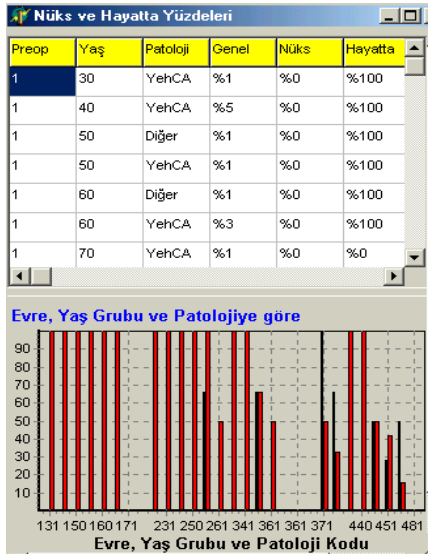 Nüks ve Hayatta Yüzdeleri
Preop Yaş Patoloji Genel Nüks Hayatta
1 30 YehCA %1 %0 %100
1 40 YehCA %5 %0 %100
1 50 Diğer %1 %0 %100
1 50 YehCA %1 %0 %100
1 60 Diğer %1 %0 %100
1 60 YehCA %3 %0 %100
1 70 YehCA %1 %0 %0
Evre, Yaş Grubu ve Patolojiye göre
90
80
70
60
50
40
30
20
10
131 150 160 171 231 250 261 341 361 361 371 440 451 481
Evre, Yaş Grubu ve Patoloji Kodu